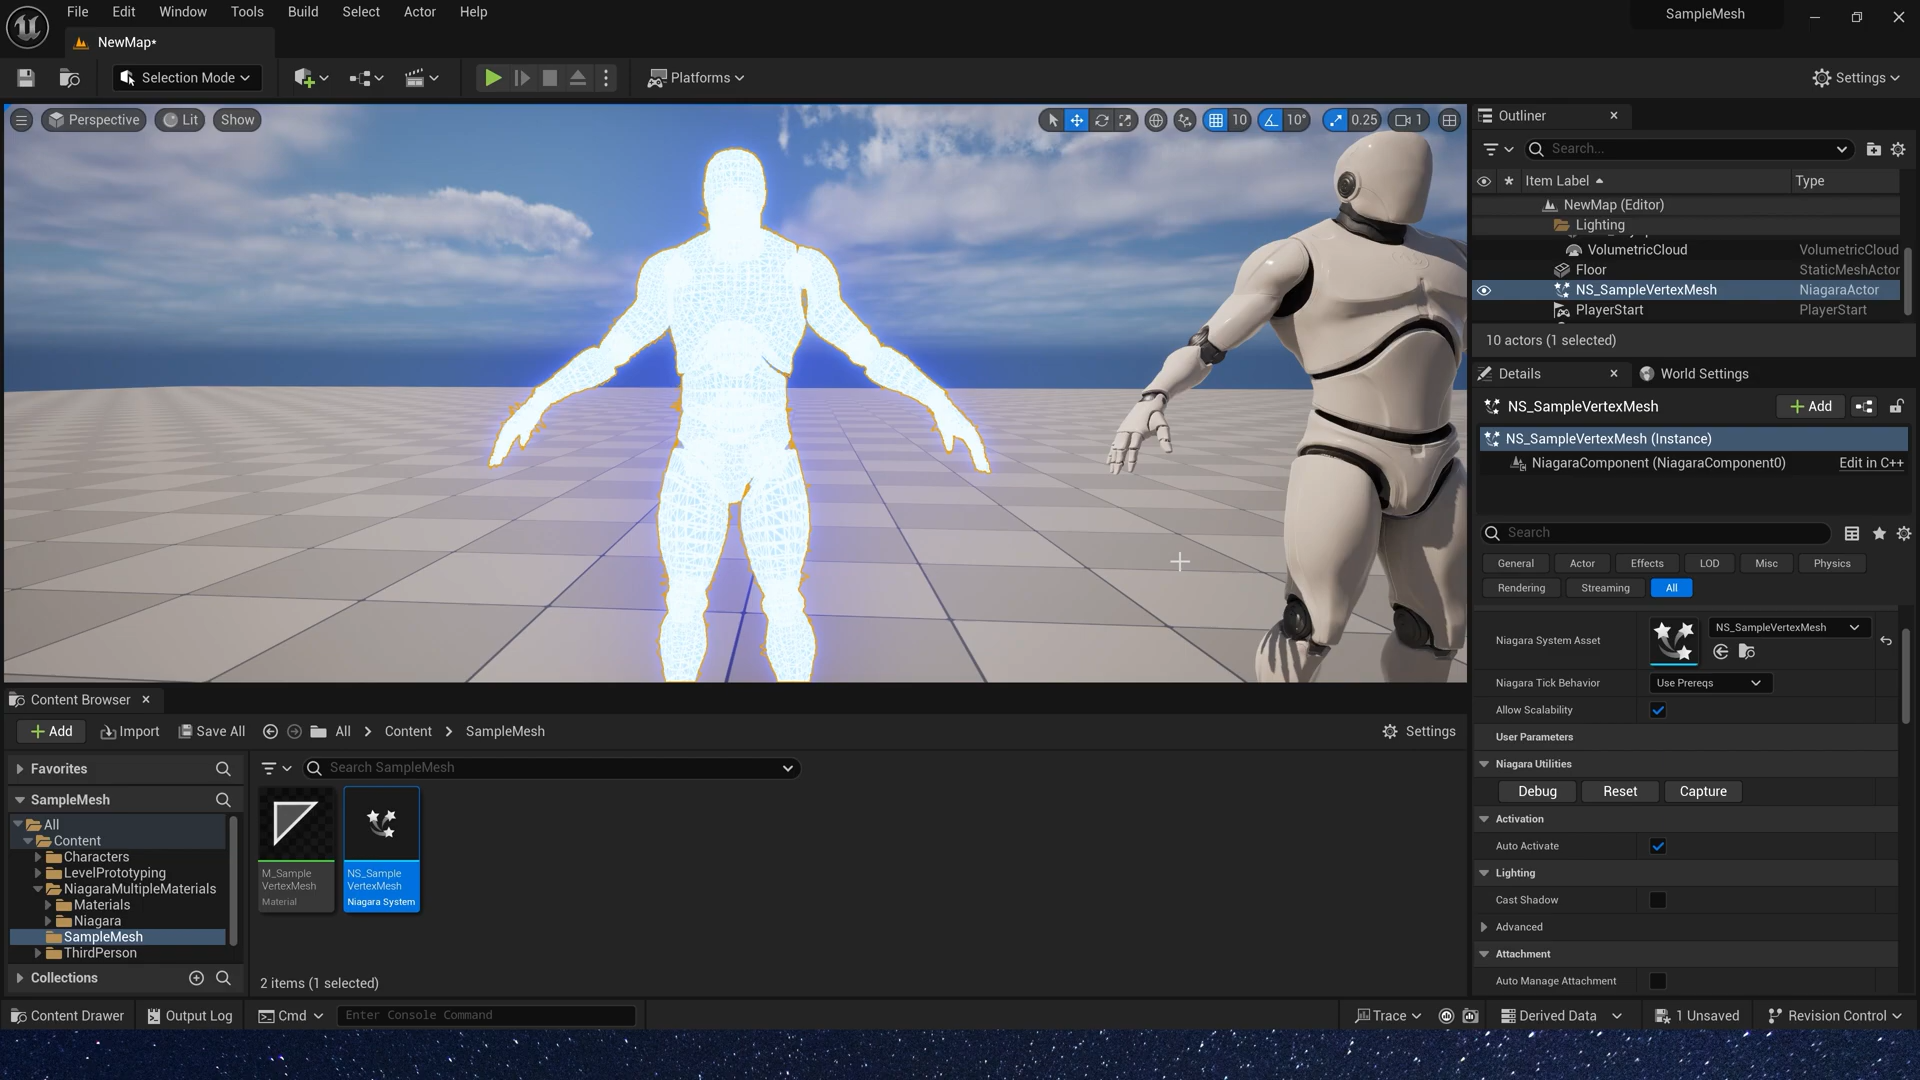 File Edit Window Tools Build Select Actor Help
SampleMesh
NewMap*
Selection Mode
Platforms
Settings
Perspective Lit Show
10 10° 0.25 1
Outliner
Search...
Item Label Type
NewMap (Editor)
Lighting
VolumetricCloud VolumetricCloud
Floor StaticMeshActor
NS_SampleVertexMesh NiagaraActor
PlayerStart PlayerStart
10 actors (1 selected)
Details World Settings
NS_SampleVertexMesh Add
NS_SampleVertexMesh (Instance)
NiagaraComponent (NiagaraComponent0) Edit in C++
Search
General Actor Effects LOD Misc Physics
Rendering Streaming All
Niagara System Asset NS_SampleVertexMesh
Niagara Tick Behavior Use Prereqs
Allow Scalability
User Parameters
Niagara Utilities
Debug Reset Capture
Activation
Auto Activate
Lighting
Cast Shadow
Advanced
Attachment
Auto Manage Attachment
Content Browser
Add Import Save All All Content SampleMesh Settings
Favorites
SampleMesh
All
Content
Characters
LevelPrototyping
NiagaraMultipleMaterials
Materials
Niagara
SampleMesh
ThirdPerson
Collections
Search SampleMesh
M_Sample
VertexMesh
Material
NS_Sample
VertexMesh
Niagara System
2 items (1 selected)
Content Drawer Output Log Cmd Enter Console Command Trace Derived Data 1 Unsaved Revision Control